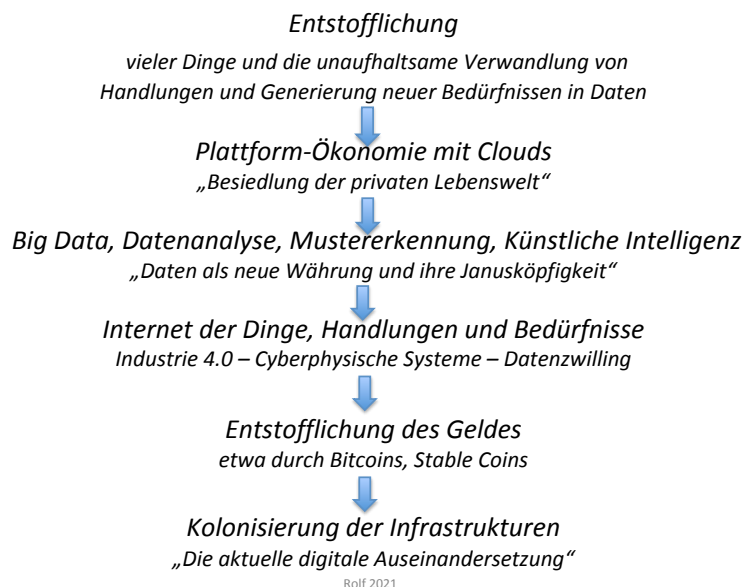 Entstofflichung
vieler Dinge und die unaufhaltsame Verwandlung von
Handlungen und Generierung neuer Bedürfnissen in Daten
Plattform-Ökonomie mit Clouds
„Besiedlung der privaten Lebenswelt“
Big Data, Datenanalyse, Mustererkennung, Künstliche Intelligenz
„Daten als neue Währung und ihre Janusköpfigkeit“
Internet der Dinge, Handlungen und Bedürfnisse
Industrie 4.0 – Cyberphysische Systeme – Datenzwilling
Entstofflichung des Geldes
etwa durch Bitcoins, Stable Coins
Kolonisierung der Infrastrukturen
„Die aktuelle digitale Auseinandersetzung“
Rolf 2021